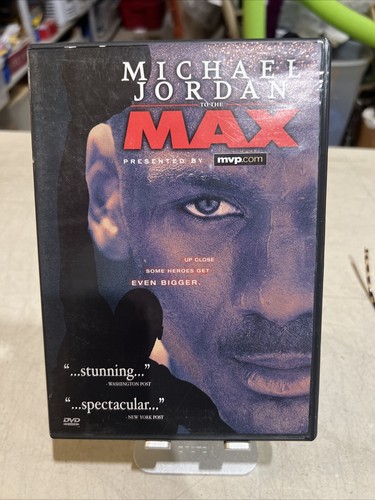 MICHAEL
JORDAN
TO THE
MAX
PRESENTED BY mvp.com
UP CLOSE
SOME HEROES GET
EVEN BIGGER.
"...stunning..."
-WASHINGTON POST
"...spectacular..."
-NEW YORK POST
DVD